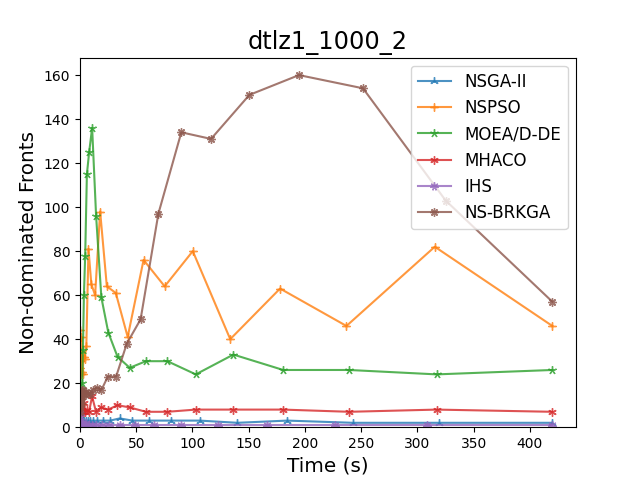 dtlz1_1000_2
Non-dominated Fronts
160
140
120
100
80
60
40
20
0
0 50 100 150 200 250 300 350 400
Time (s)
NSGA-II
NSPSO
MOEA/D-DE
MHACO
IHS
NS-BRKGA